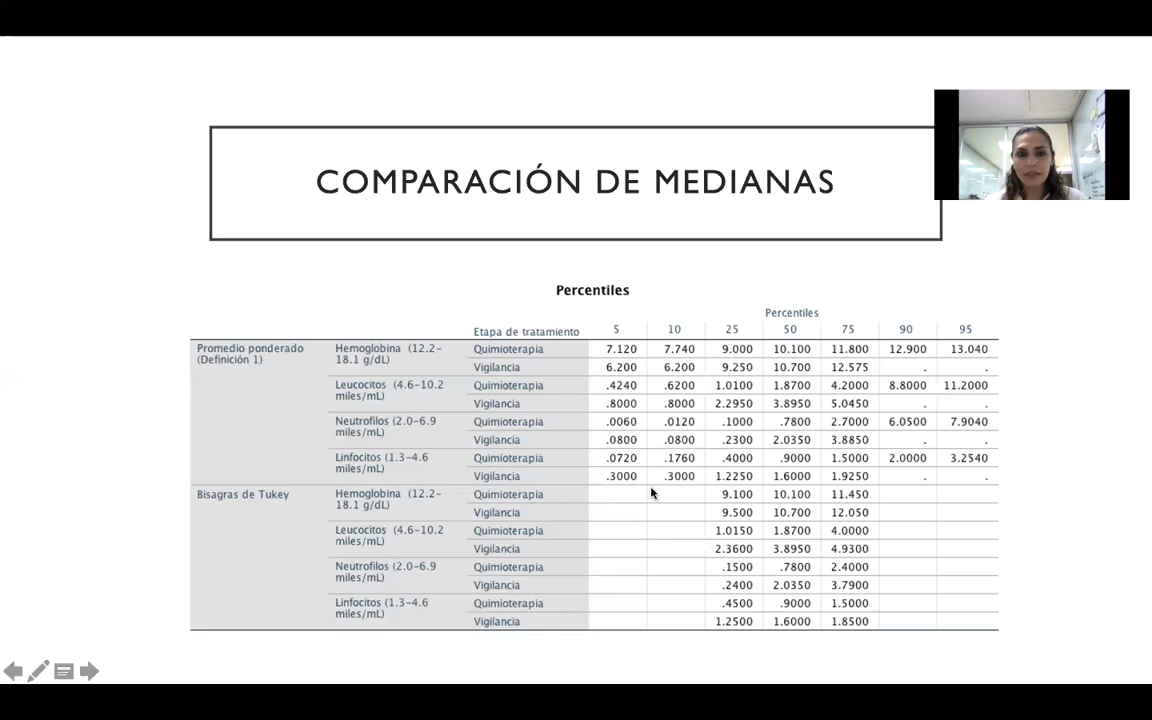 COMPARACIÓN DE MEDIANAS
Percentiles
Percentiles
Etapa de tratamiento 5 10 25 50 75 90 95
Promedio ponderado (Definición 1) Hemoglobina (12.2-18.1 g/dL) Quimioterapia 7.120 7.740 9.000 10.100 11.800 12.900 13.040
Vigilancia 6.200 6.200 9.250 10.700 12.575 . .
Leucocitos (4.6-10.2 miles/mL) Quimioterapia .4240 .6200 1.0100 1.8700 4.2000 8.8000 11.2000
Vigilancia .8000 .8000 2.2950 3.8950 5.0450 . .
Neutrofilos (2.0-6.9 miles/mL) Quimioterapia .0060 .0120 .1000 .7800 2.7000 6.0500 7.9040
Vigilancia .0800 .0800 .2300 2.0350 3.8850 . .
Linfocitos (1.3-4.6 miles/mL) Quimioterapia .0720 .1760 .4000 .9000 1.5000 2.0000 3.2540
Vigilancia .3000 .3000 1.2250 1.6000 1.9250 . .
Bisagras de Tukey Hemoglobina (12.2-18.1 g/dL) Quimioterapia 9.100 10.100 11.450
Vigilancia 9.500 10.700 12.050
Leucocitos (4.6-10.2 miles/mL) Quimioterapia 1.0150 1.8700 4.0000
Vigilancia 2.3600 3.8950 4.9300
Neutrofilos (2.0-6.9 miles/mL) Quimioterapia .1500 .7800 2.4000
Vigilancia .2400 2.0350 3.7900
Linfocitos (1.3-4.6 miles/mL) Quimioterapia .4500 .9000 1.5000
Vigilancia 1.2500 1.6000 1.8500